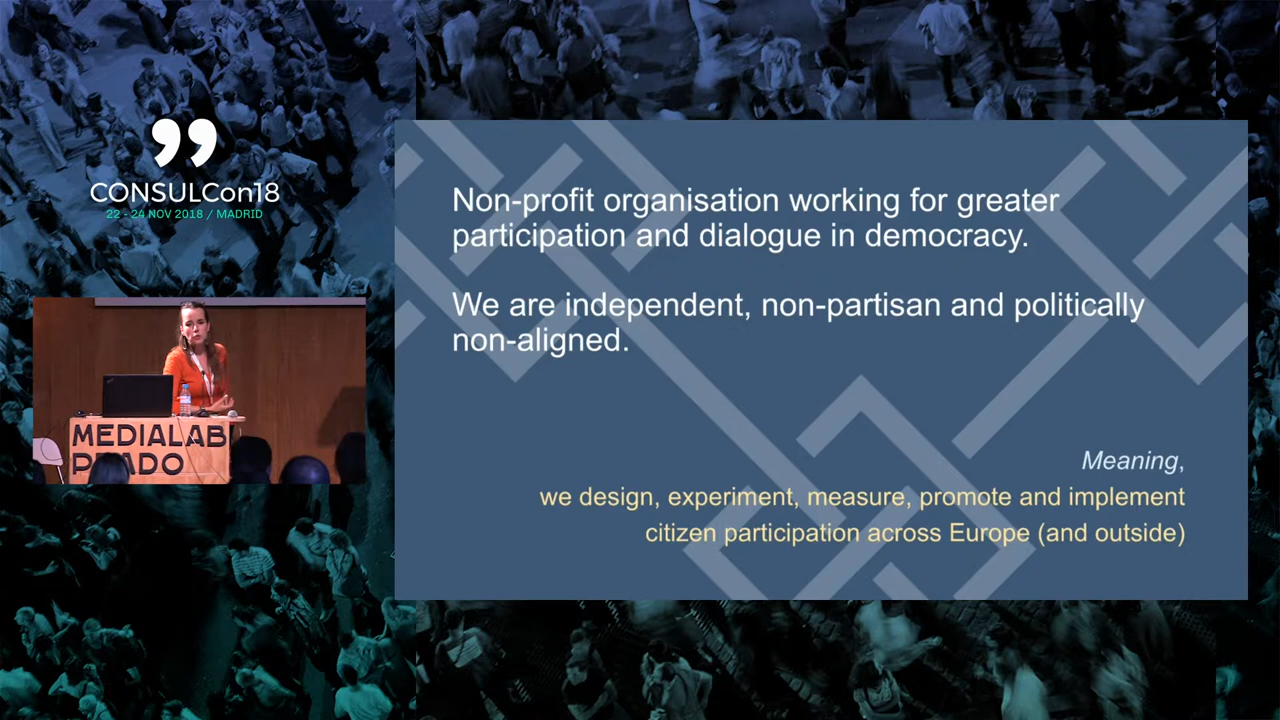 CONSULCon18
22 - 24 NOV 2018 / MADRID
MEDIALAB
PRADO
Non-profit organisation working for greater
participation and dialogue in democracy.
We are independent, non-partisan and politically
non-aligned.
Meaning,
we design, experiment, measure, promote and implement
citizen participation across Europe (and outside)